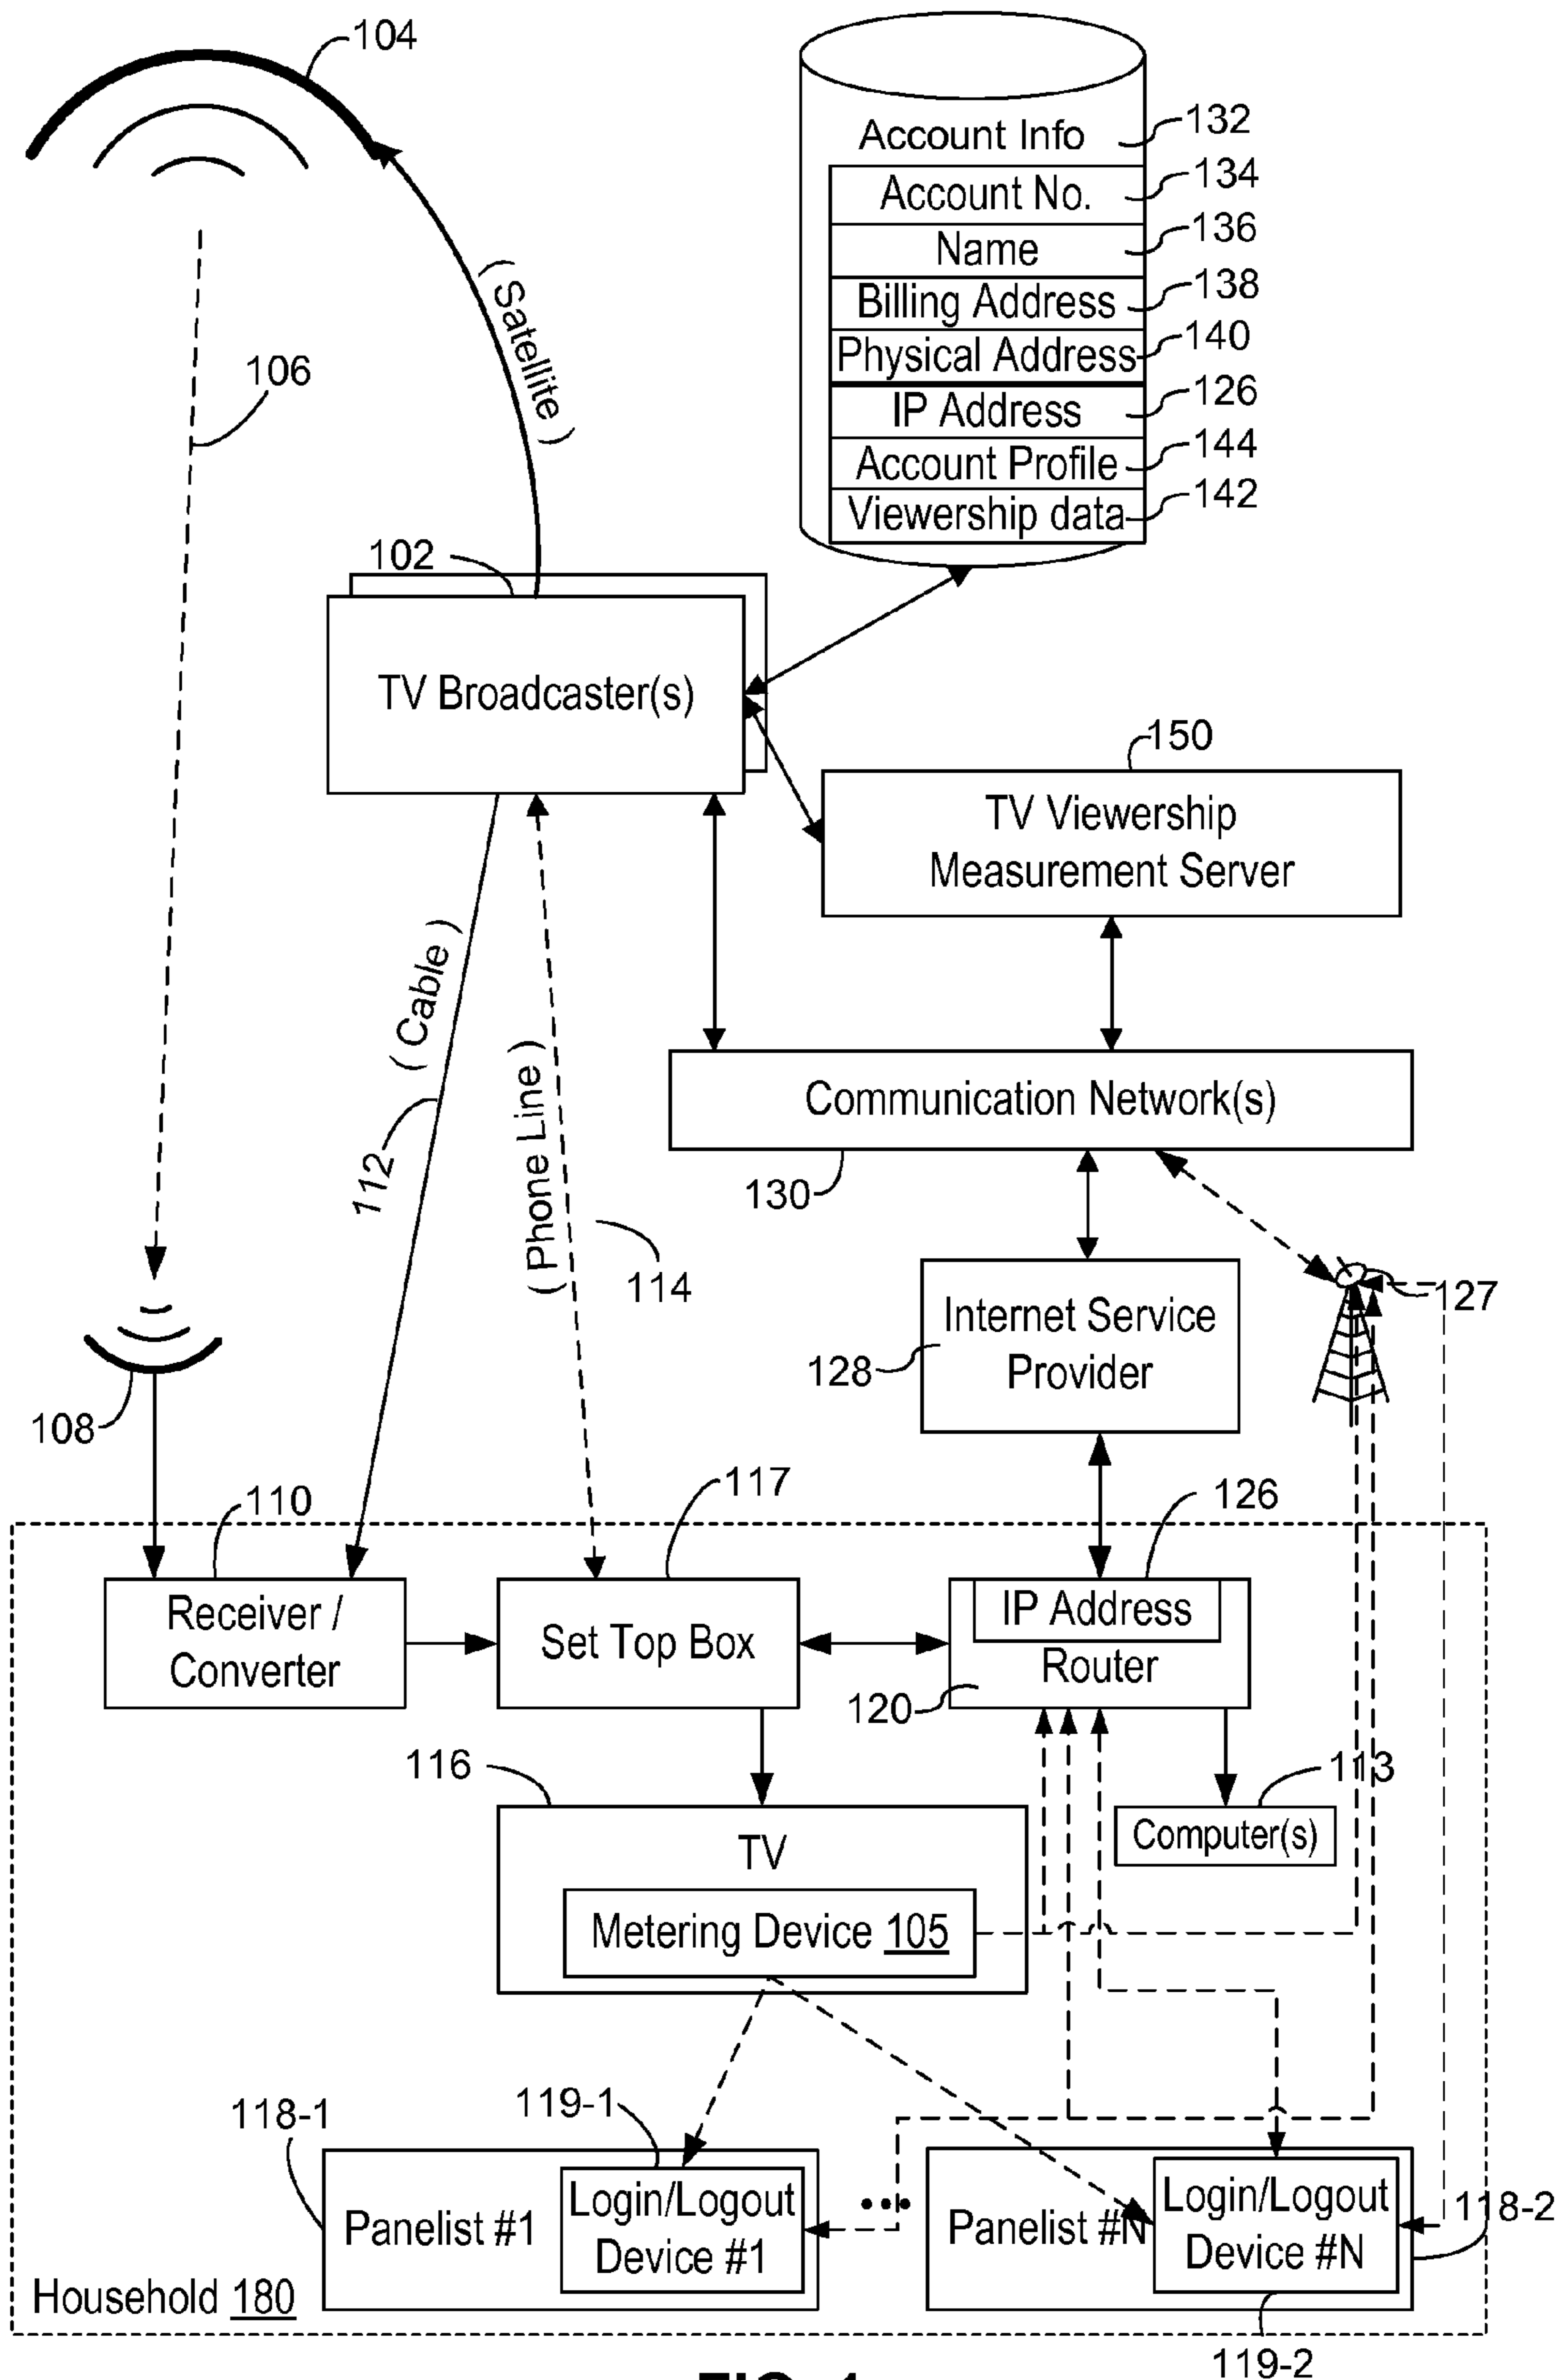 104
Account Info
132
Account No.
134
Name
136
Billing Address
138
Physical Address
140
IP Address
126
Account Profile
144
Viewership data
142
( Satellite )
106
102
TV Broadcaster(s)
150
TV Viewership
Measurement Server
( Cable )
112
( Phone Line )
114
Communication Network(s)
130
127
Internet Service
Provider
128
108
110
117
126
Receiver /
Converter
Set Top Box
IP Address
Router
120
116
113
TV
Computer(s)
Metering Device 105
118-1
119-1
Panelist #1
Login/Logout
Device #1
•••
Panelist #N
Login/Logout
Device #N
118-2
Household 180
119-2